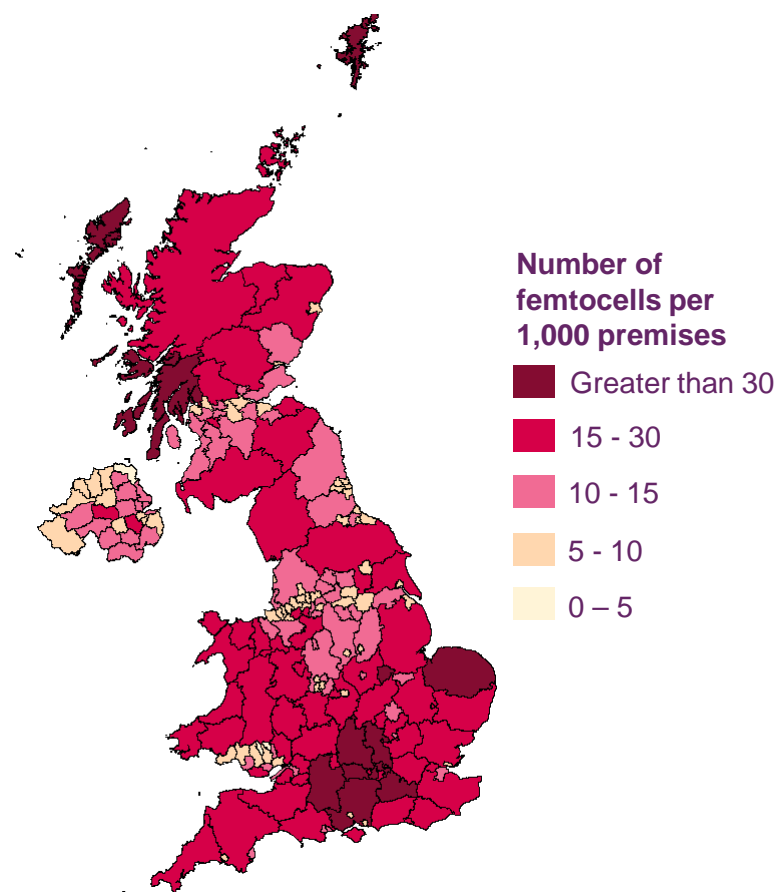 Number of
femtocells per
1,000 premises
Greater than 30
15 - 30
10 - 15
5 - 10
0 – 5